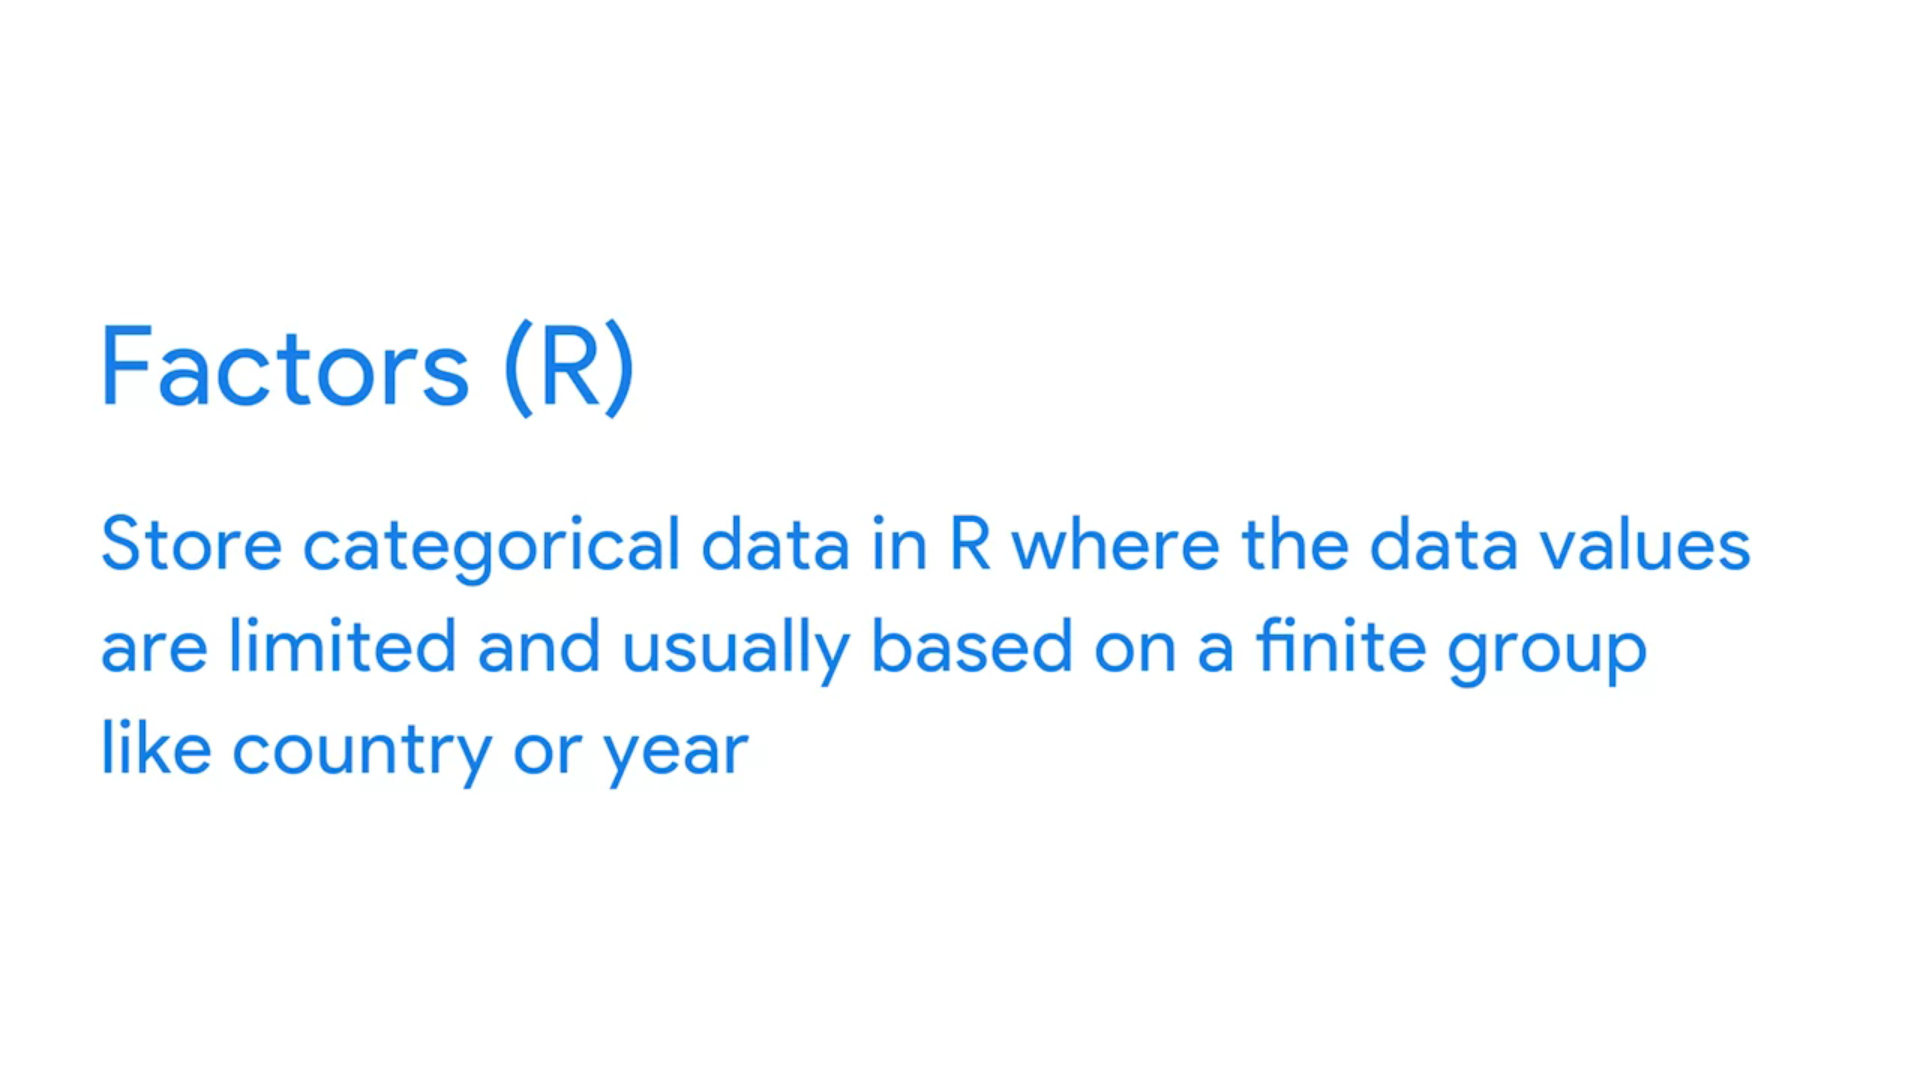 Factors (R)
Store categorical data in R where the data values
are limited and usually based on a finite group
like country or year